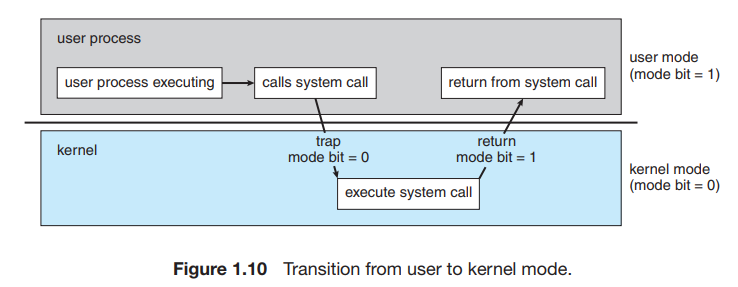 user process
user process executing
calls system call
return from system call
user mode
(mode bit = 1)
kernel
trap
mode bit = 0
return
mode bit = 1
execute system call
kernel mode
(mode bit = 0)
Figure 1.10 Transition from user to kernel mode.